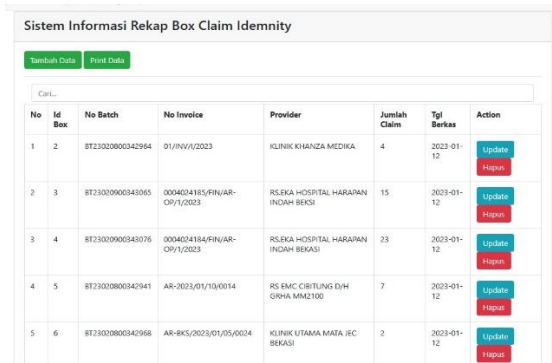 Sistem Informasi Rekap Box Claim Idemnity
Tambah Data Print Data
Cari...
No Id Box No Batch No Invoice Provider Jumlah Claim Tgl Berkas Action
1 2 BT23020800342964 01/INV/I/2023 KLINIK KHANZA MEDIKA 4 2023-01-12 Update
Hapus
2 3 BT23020900343065 0004024185/FIN/AR-OP/1/2023 RS.EKA HOSPITAL HARAPAN INDAH BEKSI 15 2023-01-12 Update
Hapus
3 4 BT23020900343076 0004024184/FIN/AR-OP/1/2023 RS.EKA HOSPITAL HARAPAN INDAH BEKASI 23 2023-01-12 Update
Hapus
4 5 BT23020800342941 AR-2023/01/10/0014 RS EMC CIBITUNG D/H GRHA MM2100 7 2023-01-12 Update
Hapus
5 6 BT23020800342968 AR-BKS/2023/01/05/0024 KLINIK UTAMA MATA JEC BEKASI 2 2023-01-12 Update
Hapus